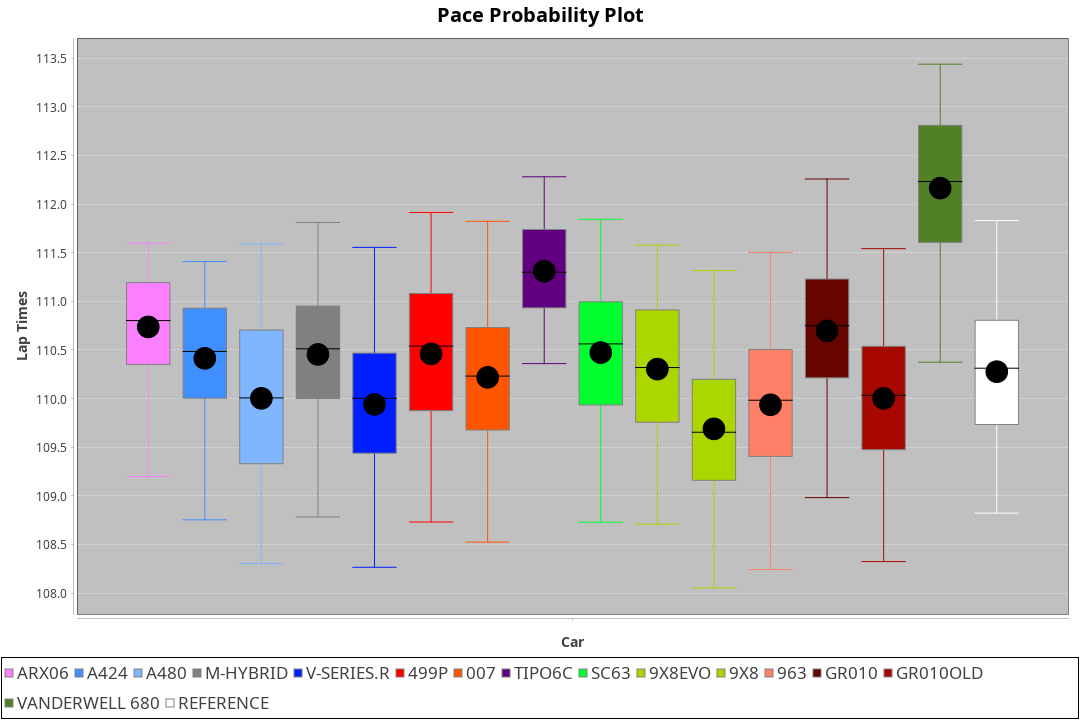 Pace Probability Plot
113.5
113.0
112.5
112.0
111.5
111.0
110.5
110.0
109.5
109.0
108.5
108.0
Lap Times
Car
ARX06 A424 A480 M-HYBRID V-SERIES.R 499P 007 TIPO6C SC63 9X8EVO 9X8 963 GR010 GR010OLD
VANDERWELL 680 REFERENCE